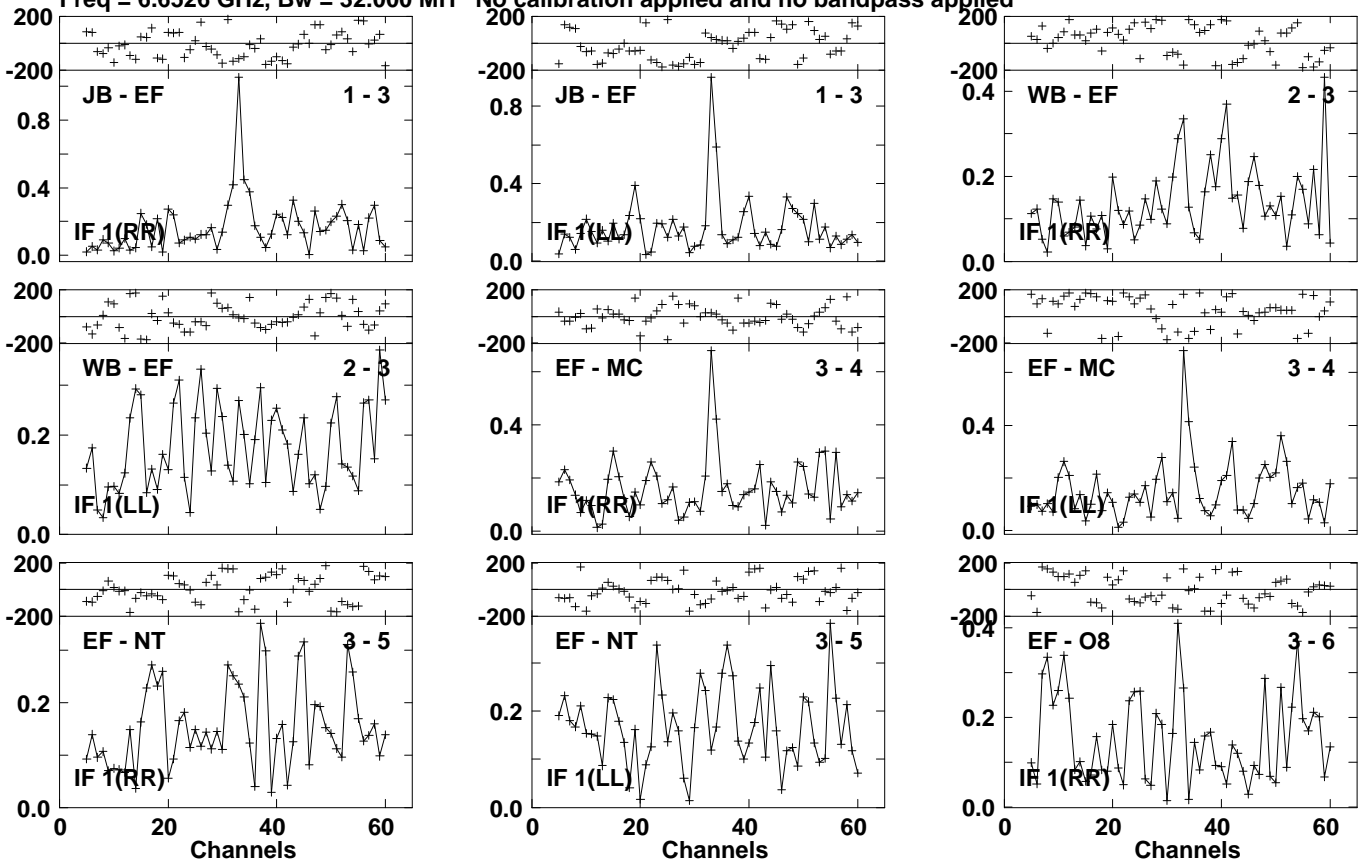 Freq = 6.6526 GHz, Bw = 32.000 MH No calibration applied and no bandpass applied
200
-200
JB - EF 1 - 3
0.8
0.4
0.0
IF 1(RR)
200
-200
JB - EF 1 - 3
0.8
0.4
0.0
IF 1(LL)
200
-200
WB - EF 2 - 3
0.4
0.2
0.0
IF 1(RR)
200
-200
WB - EF 2 - 3
0.2
0.0
IF 1(LL)
200
-200
EF - MC 3 - 4
0.4
0.0
IF 1(RR)
200
-200
EF - MC 3 - 4
0.4
0.0
IF 1(LL)
200
-200
EF - NT 3 - 5
0.2
0.0
IF 1(RR)
0 20 40 60
Channels
200
-200
EF - NT 3 - 5
0.2
0.0
IF 1(LL)
0 20 40 60
Channels
200
-200
0.4
EF - O8 3 - 6
0.2
0.0
IF 1(RR)
0 20 40 60
Channels